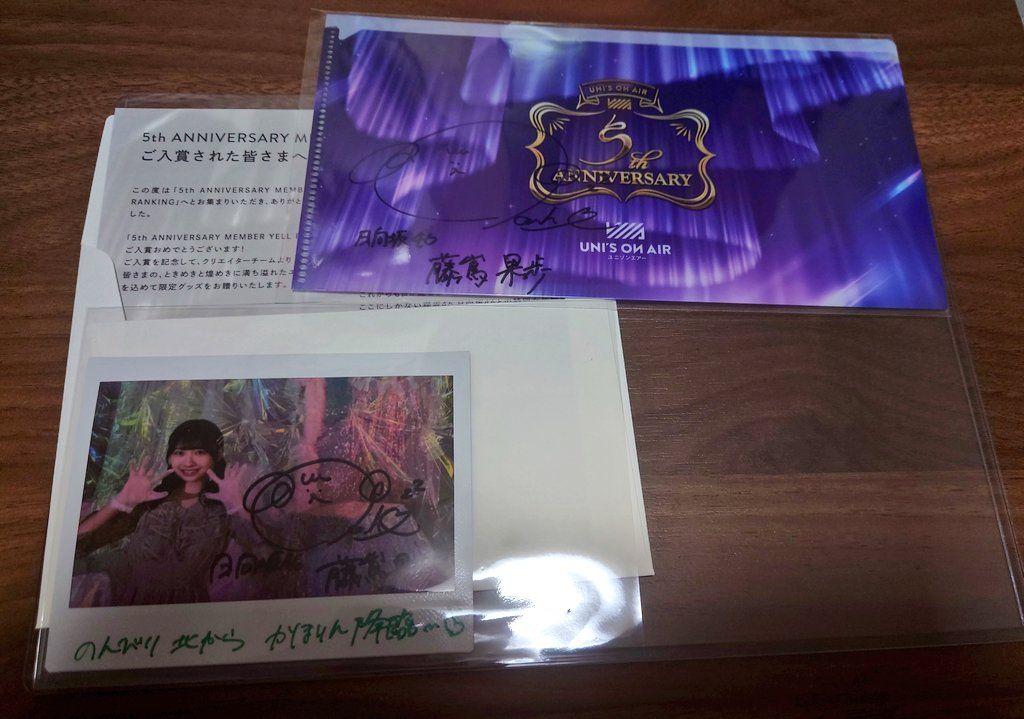 UNI'S ON AIR
5th
ANNIVERSARY
UNI'S ON AIR
ユニゾンエアー
日向坂46
藤嶌 果歩
5th ANNIVERSARY M
ご入賞された皆さまへ
この度は「5th ANNIVERSARY MEMB
RANKING」へとお集まりいただき、ありがと
した。
「5th ANNIVERSARY MEMBER YELL
ご入賞おめでとうございます!
ご入賞を記念して、クリエイターチームより
皆さまの、ときめきと煌めきに満ち溢れた
を込めて限定グッズをお贈りいたします。
日向坂46 藤嶌
のんびり 北から かほりん 降臨